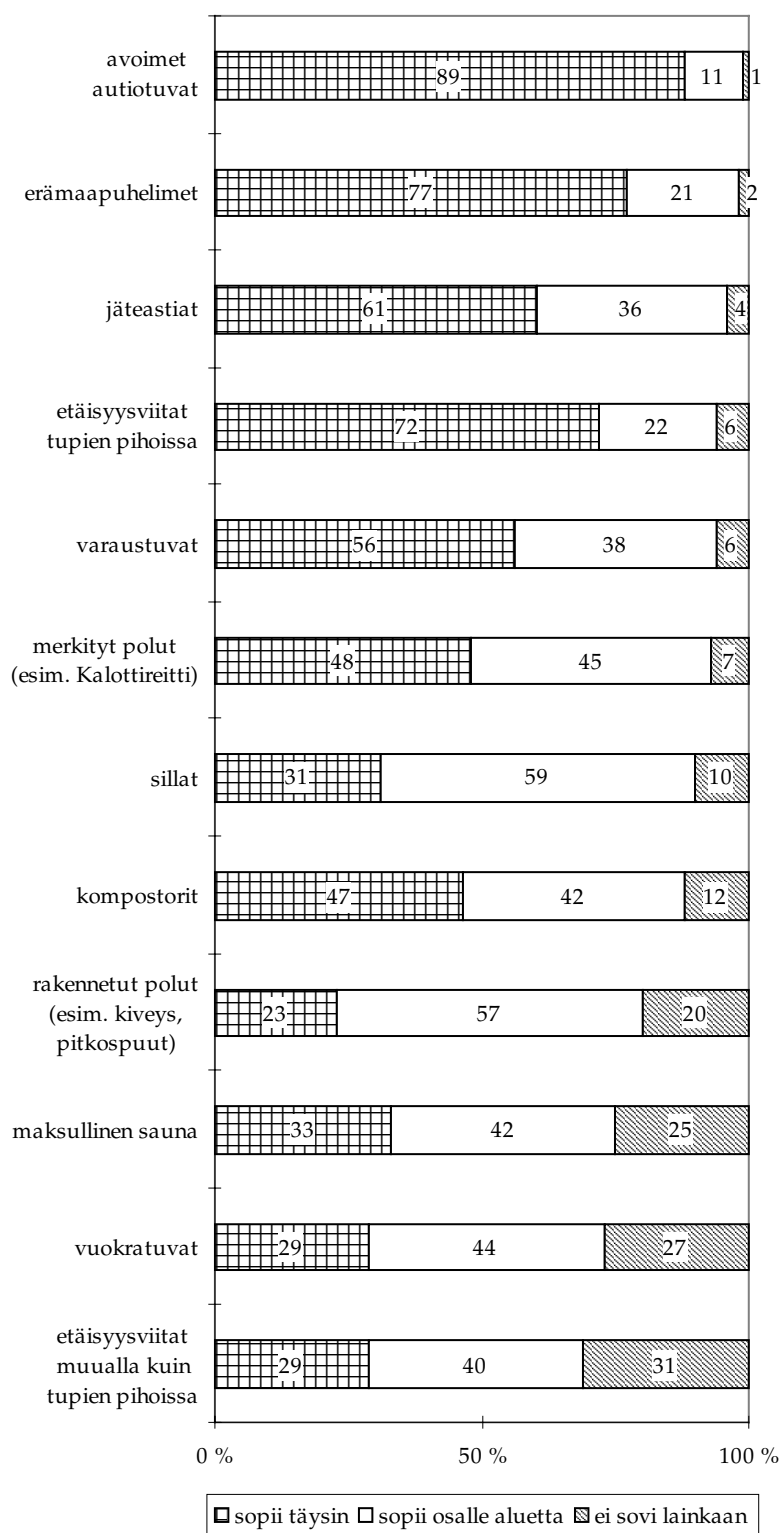 avoimet
autiotuvat
89 11 1
erämaapuhelimet
77 21 2
jäteastiat
61 36 4
etäisyysviitat
tupien pihoissa
72 22 6
varaustuvat
56 38 6
merkityt polut
(esim. Kalottireitti)
48 45 7
sillat
31 59 10
kompostorit
47 42 12
rakennetut polut
(esim. kiveys,
pitkospuut)
23 57 20
maksullinen sauna
33 42 25
vuokratuvat
29 44 27
etäisyysviitat
muualla kuin
tupien pihoissa
29 40 31
0 % 50 % 100 %
sopii täysin sopii osalle aluetta ei sovi lainkaan